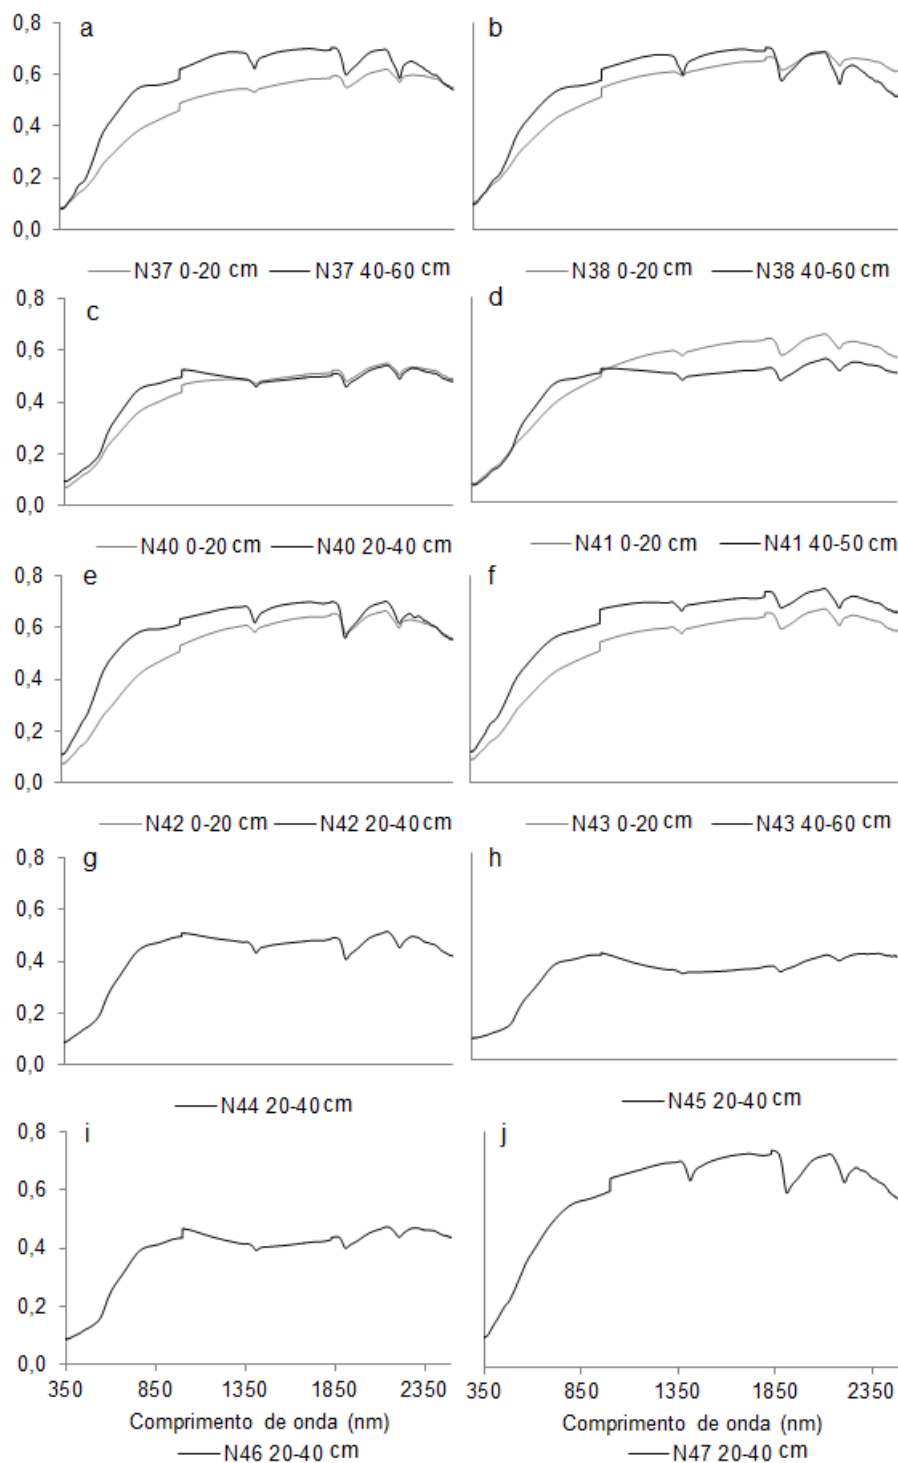 0,8
a
b
0,6
0,4
0,2
0,0
N37 0-20 cm N37 40-60 cm
N38 0-20 cm N38 40-60 cm
0,8
c
d
0,6
0,4
0,2
0,0
N40 0-20 cm N40 20-40 cm
N41 0-20 cm N41 40-50 cm
0,8
e
f
0,6
0,4
0,2
0,0
N42 0-20 cm N42 20-40 cm
N43 0-20 cm N43 40-60 cm
0,8
g
h
0,6
0,4
0,2
0,0
N44 20-40 cm
N45 20-40 cm
0,8
i
j
0,6
0,4
0,2
0,0
350 850 1350 1850 2350
350 850 1350 1850 2350
Comprimento de onda (nm)
Comprimento de onda (nm)
N46 20-40 cm
N47 20-40 cm